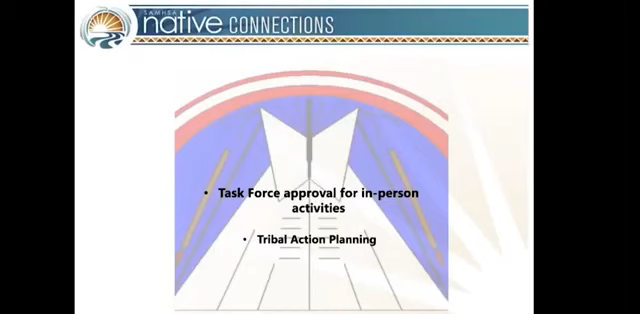 SAMHSA
native CONNECTIONS
• Task Force approval for in-person
activities
• Tribal Action Planning